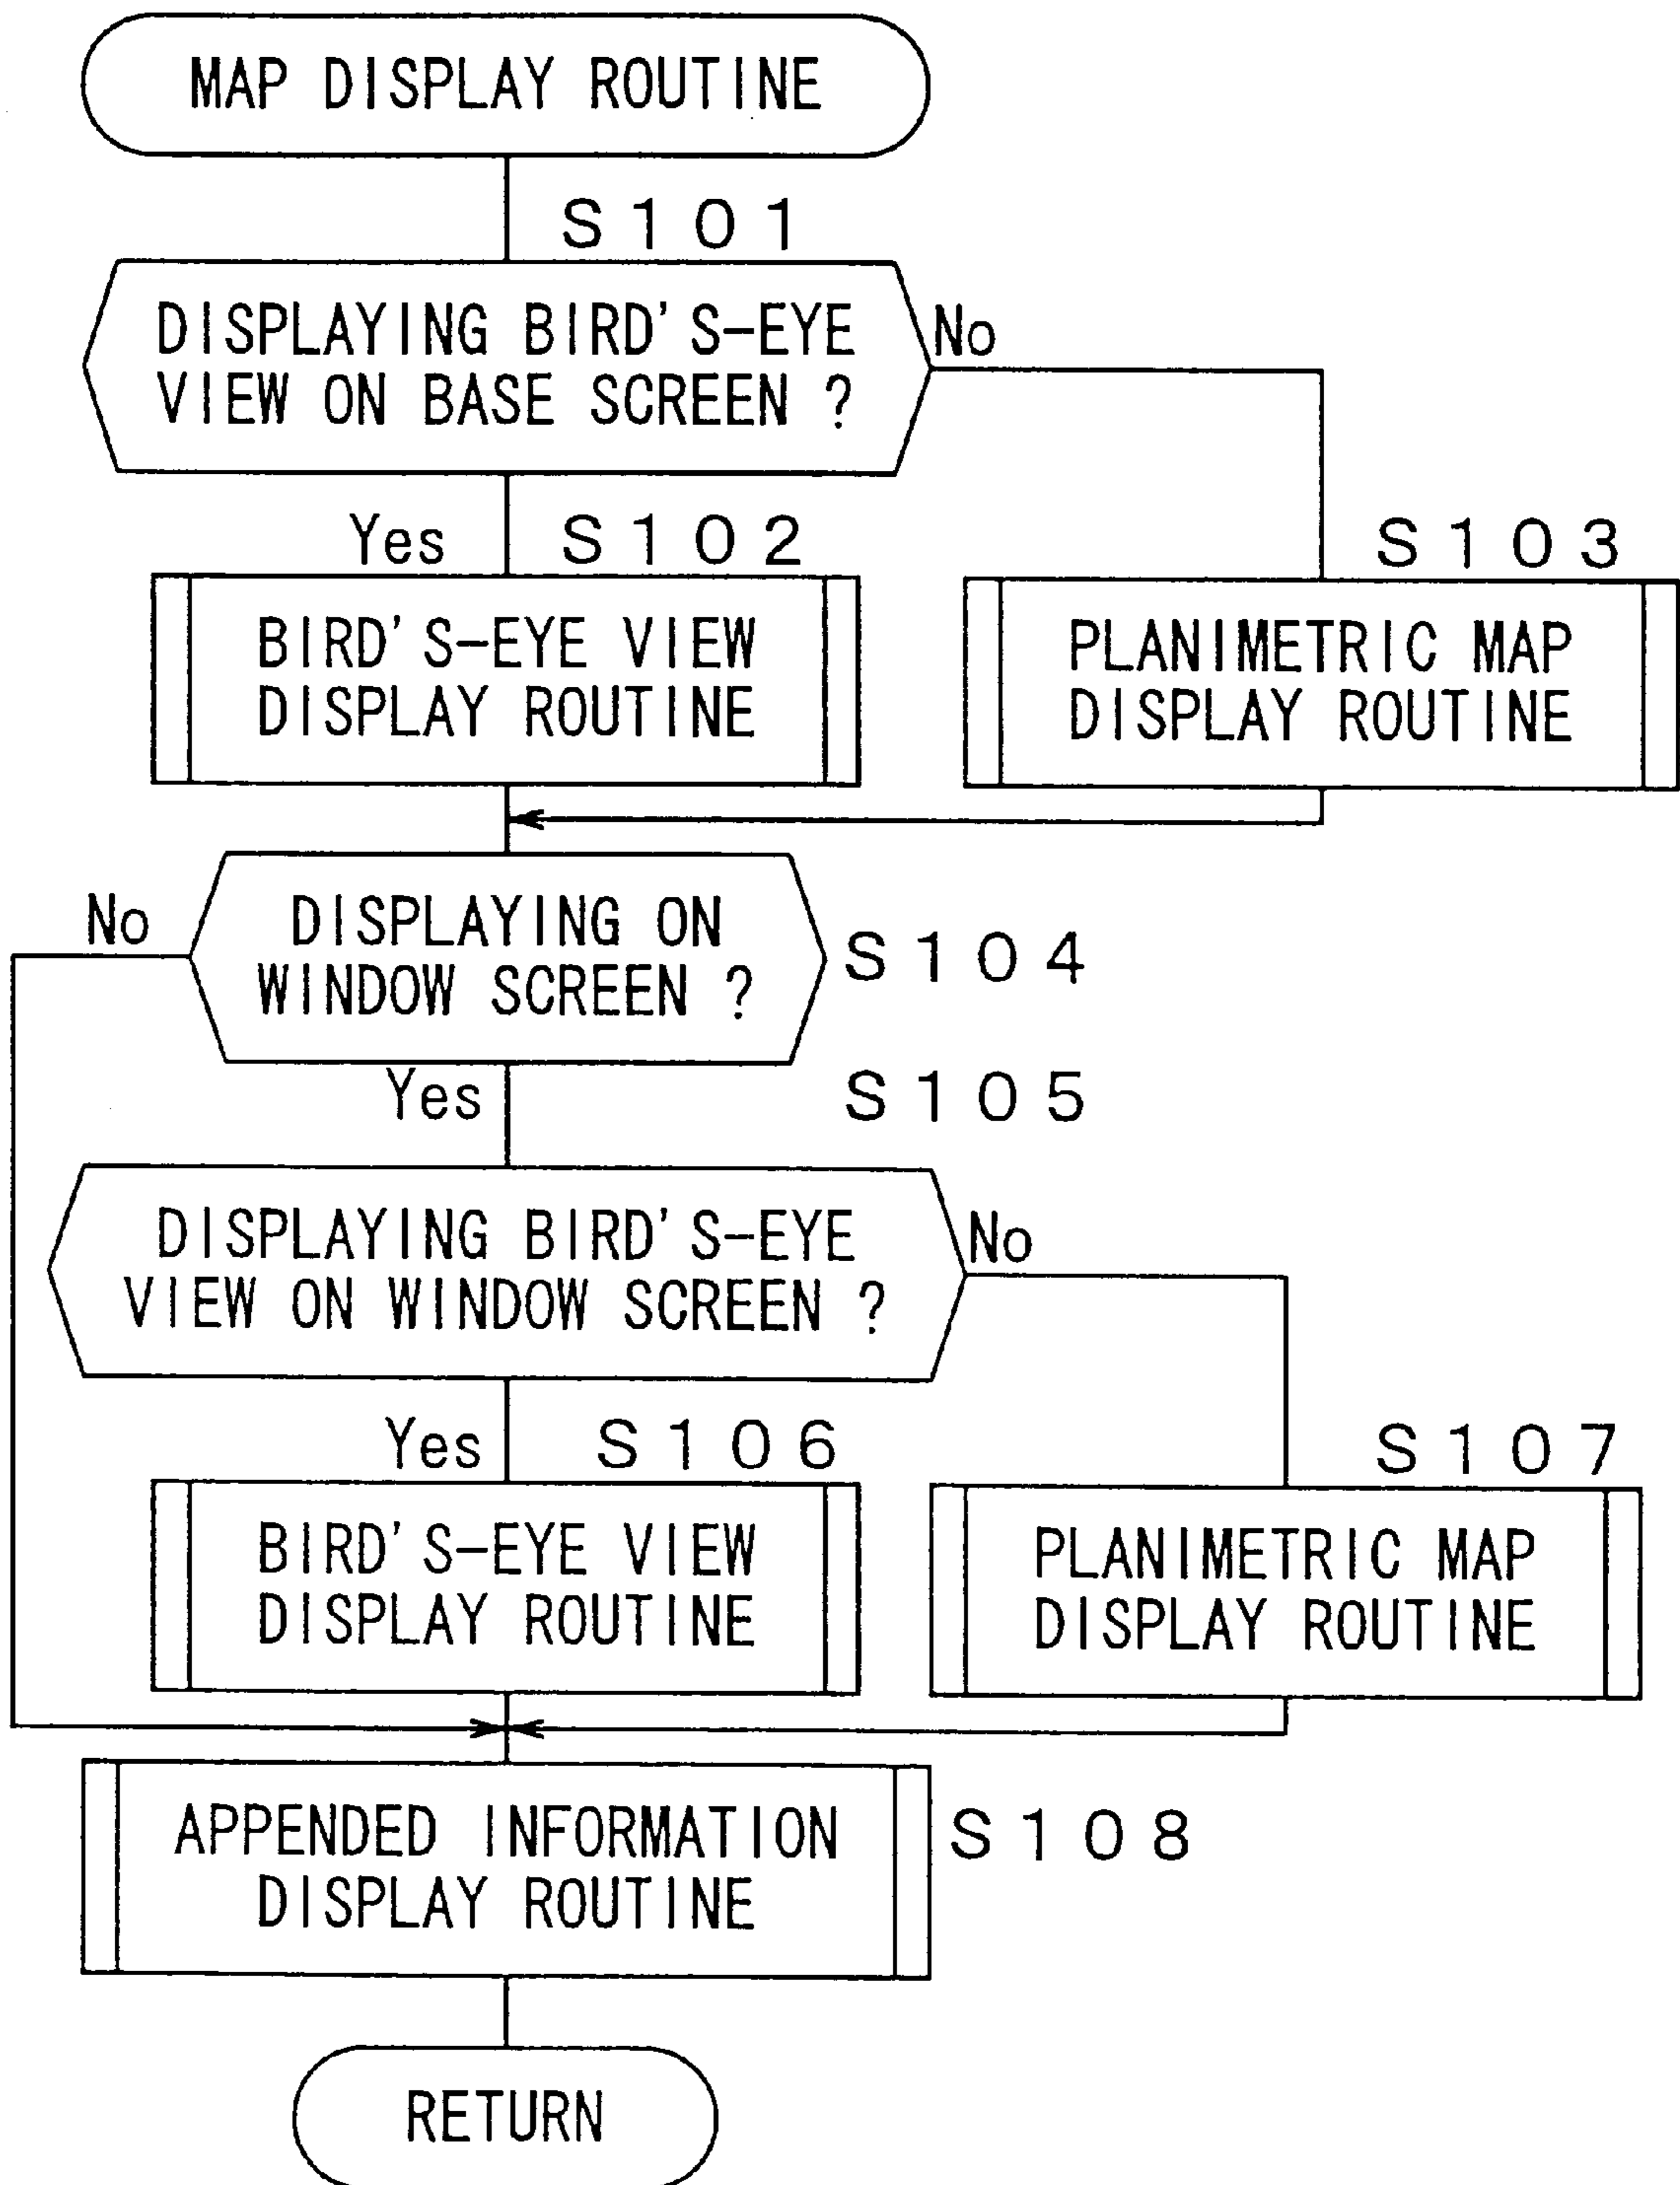 MAP DISPLAY ROUTINE
S101
DISPLAYING BIRD'S-EYE
VIEW ON BASE SCREEN ?
No
Yes
S102
S103
BIRD'S-EYE VIEW
DISPLAY ROUTINE
PLANIMETRIC MAP
DISPLAY ROUTINE
No
DISPLAYING ON
WINDOW SCREEN ?
S104
Yes
S105
DISPLAYING BIRD'S-EYE
VIEW ON WINDOW SCREEN ?
No
Yes
S106
S107
BIRD'S-EYE VIEW
DISPLAY ROUTINE
PLANIMETRIC MAP
DISPLAY ROUTINE
APPENDED INFORMATION
DISPLAY ROUTINE
S108
RETURN